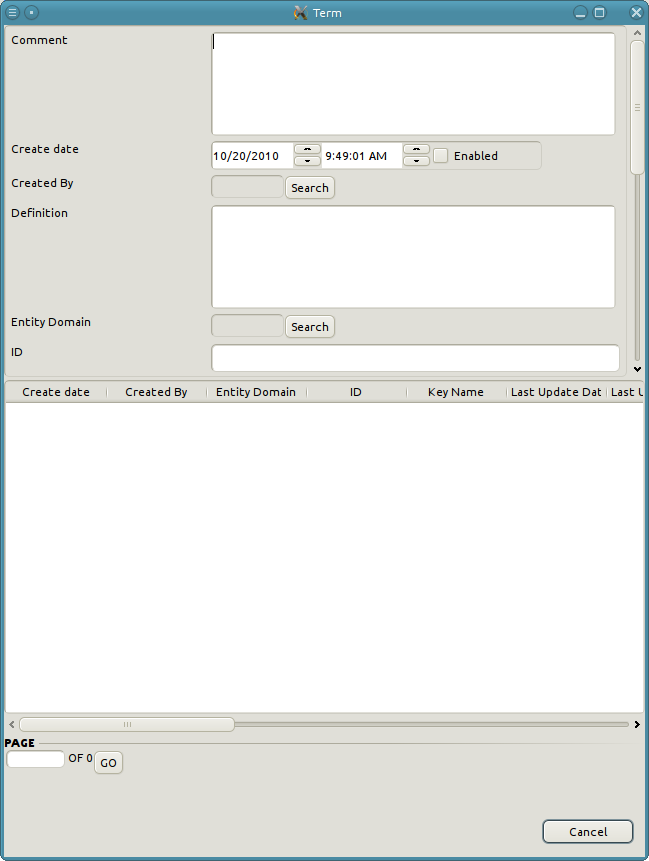 Term
Comment
Create date
10/20/2010 9:49:01 AM Enabled
Created By
Search
Definition
Entity Domain
Search
ID
Create date Created By Entity Domain ID Key Name Last Update Dat Last U
PAGE
OF 0 GO
Cancel